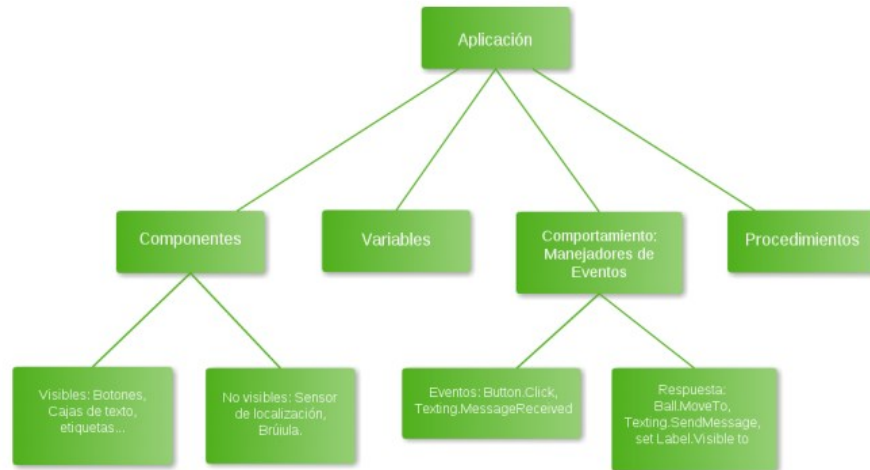 Aplicación
Componentes
Variables
Comportamiento:
Manejadores de
Eventos
Procedimientos
Visibles: Botones,
Cajas de texto,
etiquetas...
No visibles: Sensor
de localización,
Brúiula.
Eventos: Button.Click,
Texting.MessageReceived
Respuesta:
Ball.MoveTo,
Texting.SendMessage,
set Label.Visible to